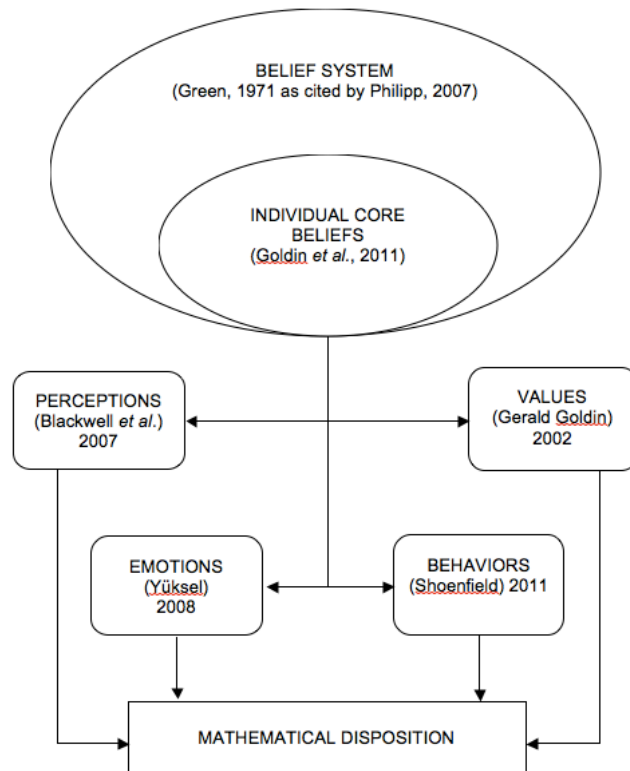 BELIEF SYSTEM
(Green, 1971 as cited by Philipp, 2007)
INDIVIDUAL CORE
BELIEFS
(Goldin et al., 2011)
PERCEPTIONS
(Blackwell et al.)
2007
VALUES
(Gerald Goldin)
2002
EMOTIONS
(Yüksel)
2008
BEHAVIORS
(Shoenfield) 2011
MATHEMATICAL DISPOSITION